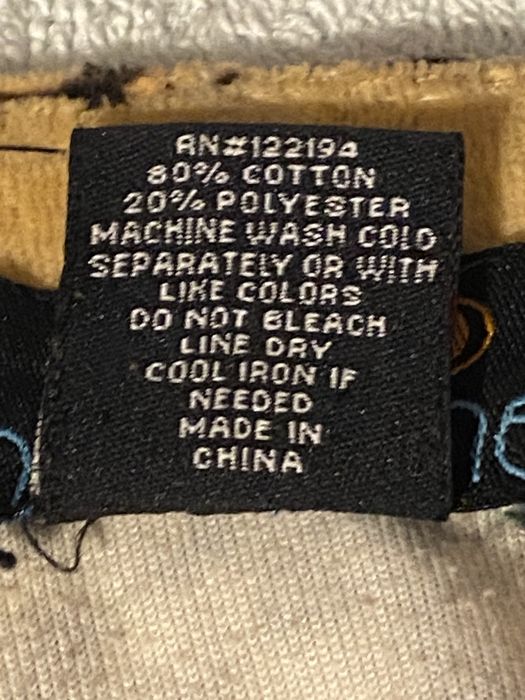 RN#122194
80% COTTON
20% POLYESTER
MACHINE WASH COLD
SEPARATELY OR WITH
LIKE COLORS
DO NOT BLEACH
LINE DRY
COOL IRON IF
NEEDED
MADE IN
CHINA